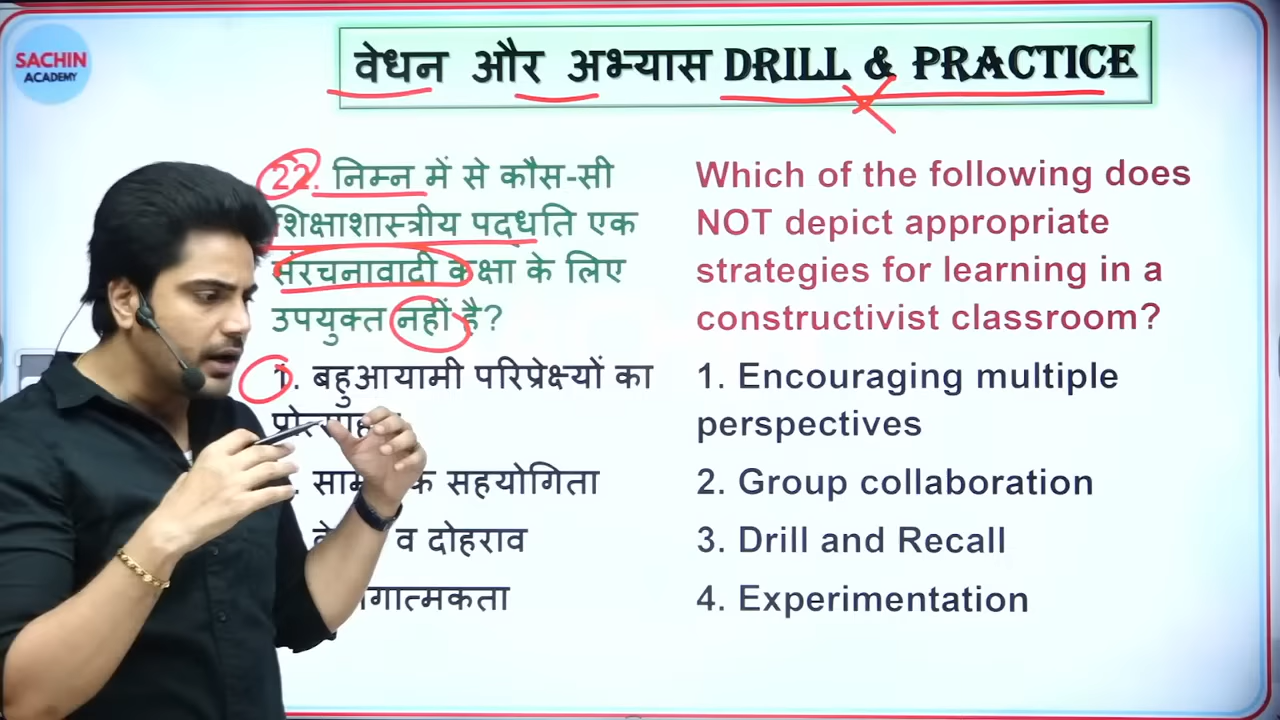 SACHIN
ACADEMY
वेधन और अभ्यास DRILL & PRACTICE
22. निम्न में से कौस-सी
शिक्षाशास्त्रीय पद्धति एक
संरचनावादी कक्षा के लिए
उपयुक्त नहीं है?
1. बहुआयामी परिप्रेक्ष्यों का
सहयोगिता
व दोहराव
Which of the following does
NOT depict appropriate
strategies for learning in a
constructivist classroom?
1. Encouraging multiple
perspectives
2. Group collaboration
3. Drill and Recall
4. Experimentation